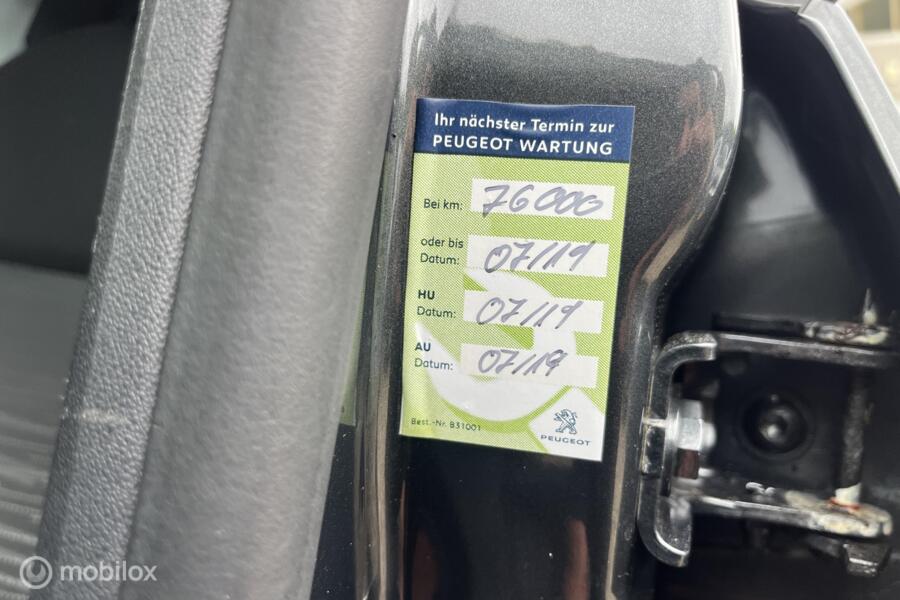 Ihr nächster Termin zur
PEUGEOT WARTUNG
Bei km: 76000
oder bis
Datum: 07/19
HU
Datum: 07/19
AU
Datum: 07/19
Best.-Nr. B31001
PEUGEOT
mobilox